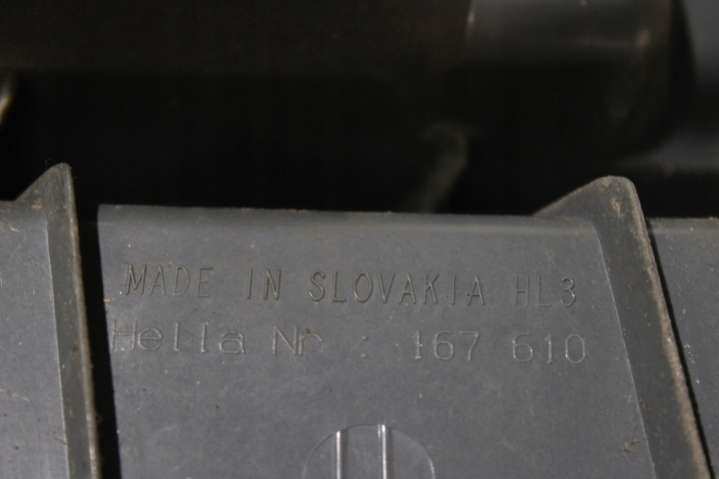 MADE IN SLOVAKIA HL3
Hella Nr : 167 610